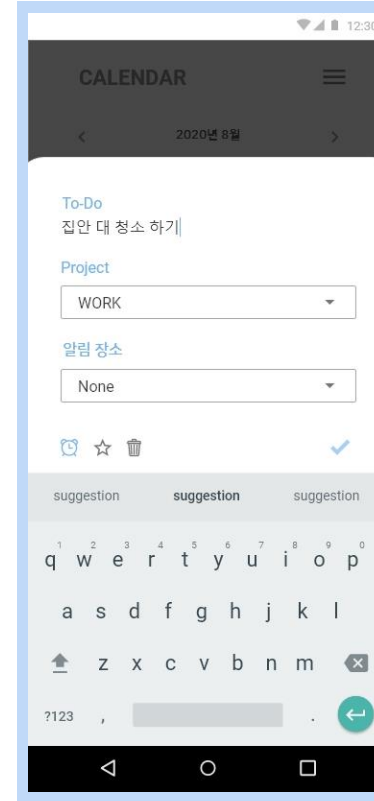 12:30
CALENDAR
< 2020년 8월 >
To-Do
집안 대 청소 하기
Project
WORK
알림 장소
None
suggestion suggestion suggestion
1 2 3 4 5 6 7 8 9 0
q w e r t y u i o p
a s d f g h j k l
z x c v b n m
?123 , .